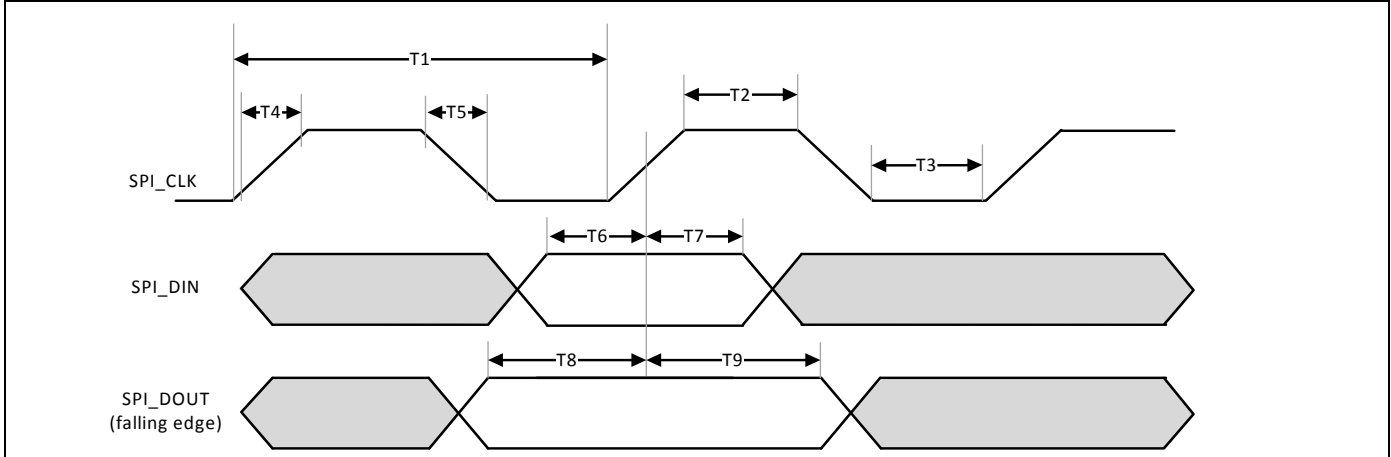 T1
T2
T4
T5
T3
SPI_CLK
T6
T7
SPI_DIN
T8
T9
SPI_DOUT
(falling edge)